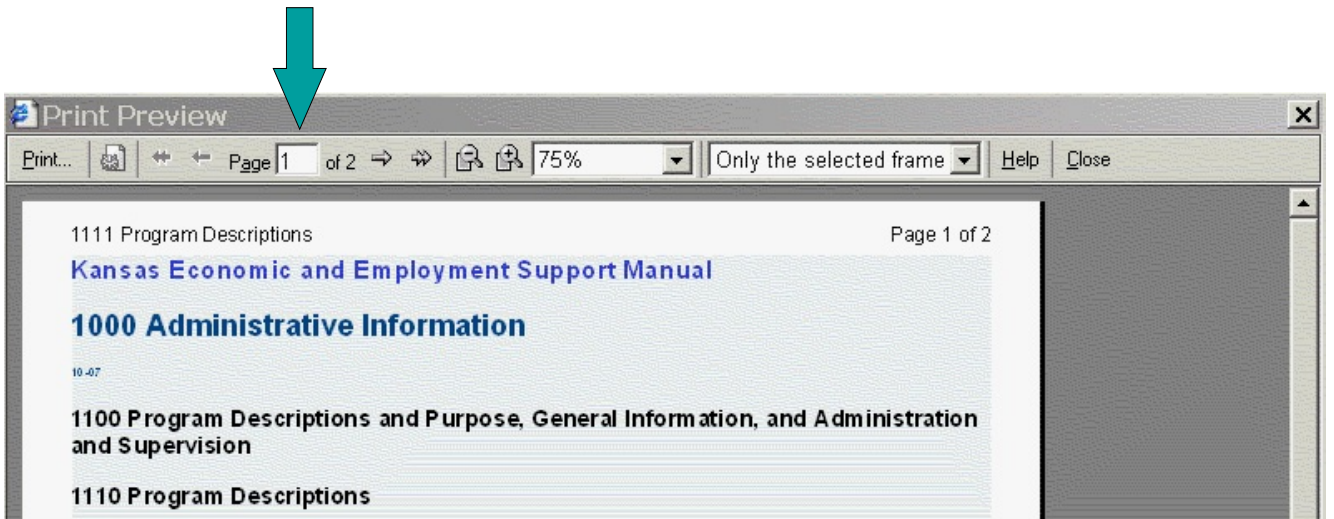 Print Preview
Print... Page 1 of 2 75% Only the selected frame Help Close
1111 Program Descriptions Page 1 of 2
Kansas Economic and Employment Support Manual
1000 Administrative Information
10-07
1100 Program Descriptions and Purpose, General Information, and Administration
and Supervision
1110 Program Descriptions